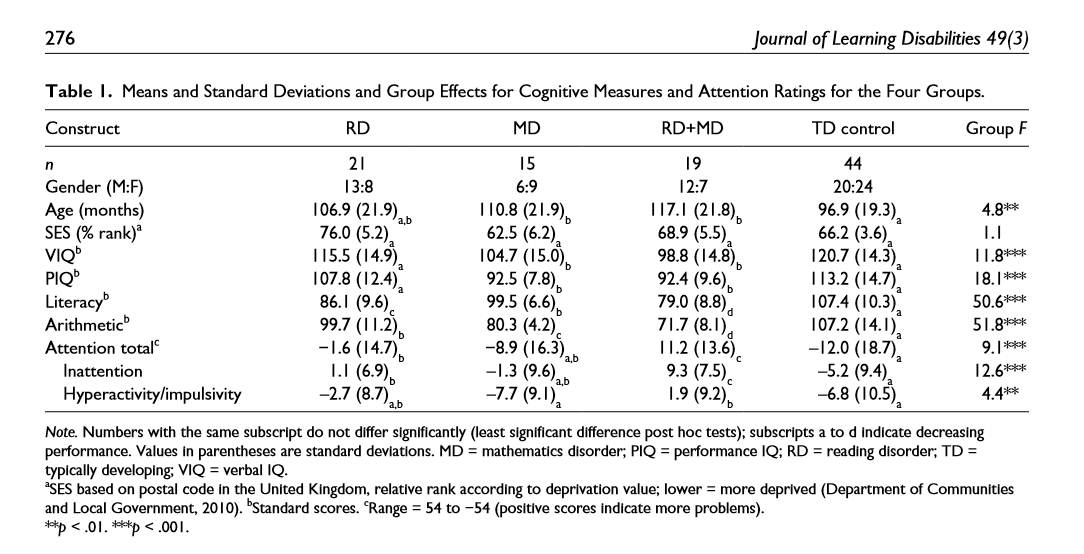 276 Journal of Learning Disabilities 49(3)
Table 1. Means and Standard Deviations and Group Effects for Cognitive Measures and Attention Ratings for the Four Groups.
Construct RD MD RD+MD TD control Group F
n 21 15 19 44
Gender (M:F) 13:8 6:9 12:7 20:24
Age (months) 106.9 (21.9)a,b 110.8 (21.9)b 117.1 (21.8)b 96.9 (19.3)a 4.8**
SES (% rank)a 76.0 (5.2)a 62.5 (6.2)a 68.9 (5.5)a 66.2 (3.6)a 1.1
VIQb 115.5 (14.9)a 104.7 (15.0)b 98.8 (14.8)b 120.7 (14.3)a 11.8***
PIQb 107.8 (12.4)a 92.5 (7.8)b 92.4 (9.6)b 113.2 (14.7)a 18.1***
Literacyb 86.1 (9.6)c 99.5 (6.6)b 79.0 (8.8)d 107.4 (10.3)a 50.6***
Arithmeticb 99.7 (11.2)b 80.3 (4.2)c 71.7 (8.1)d 107.2 (14.1)a 51.8***
Attention totalc −1.6 (14.7)b −8.9 (16.3)a,b 11.2 (13.6)c −12.0 (18.7)a 9.1***
Inattention 1.1 (6.9)b −1.3 (9.6)a,b 9.3 (7.5)c −5.2 (9.4)a 12.6***
Hyperactivity/impulsivity −2.7 (8.7)a,b −7.7 (9.1)a 1.9 (9.2)b −6.8 (10.5)a 4.4**
Note. Numbers with the same subscript do not differ significantly (least significant difference post hoc tests); subscripts a to d indicate decreasing
performance. Values in parentheses are standard deviations. MD = mathematics disorder; PIQ = performance IQ; RD = reading disorder; TD =
typically developing; VIQ = verbal IQ.
aSES based on postal code in the United Kingdom, relative rank according to deprivation value; lower = more deprived (Department of Communities
and Local Government, 2010). bStandard scores. cRange = 54 to −54 (positive scores indicate more problems).
**p < .01. ***p < .001.